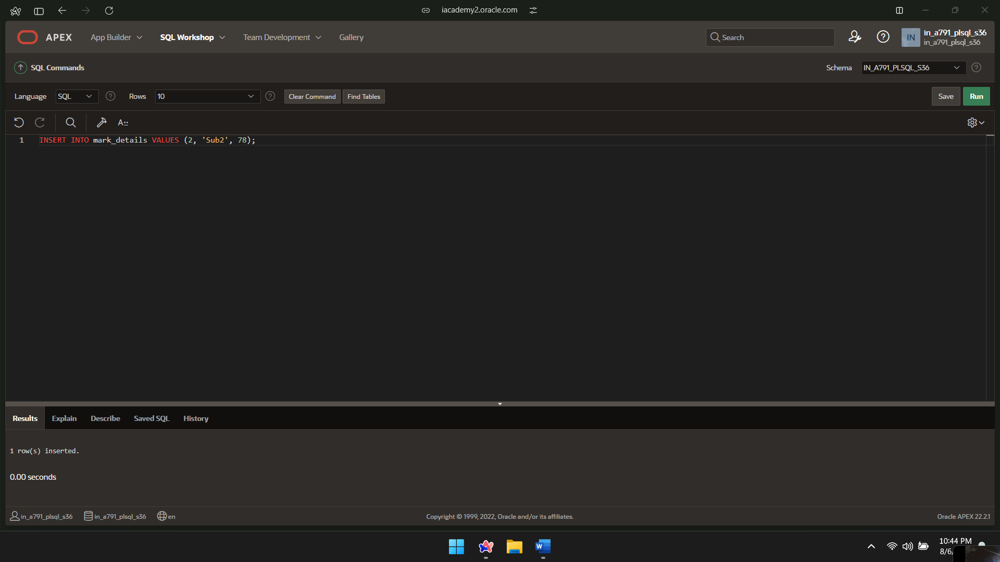 iacademy2.oracle.com
APEX
App Builder
SQL Workshop
Team Development
Gallery
Search
IN
in_a791_plsql_s36
in_a791_plsql_s36
SQL Commands
Schema
IN_A791_PLSQL_S36
Language
SQL
Rows
10
Clear Command
Find Tables
Save
Run
1 INSERT INTO mark_details VALUES (2, 'Sub2', 78);
Results
Explain
Describe
Saved SQL
History
1 row(s) inserted.
0.00 seconds
in_a791_plsql_s36
in_a791_plsql_s36
en
Copyright © 1999, 2022, Oracle and/or its affiliates.
Oracle APEX 22.2.1
10:44 PM
8/6/